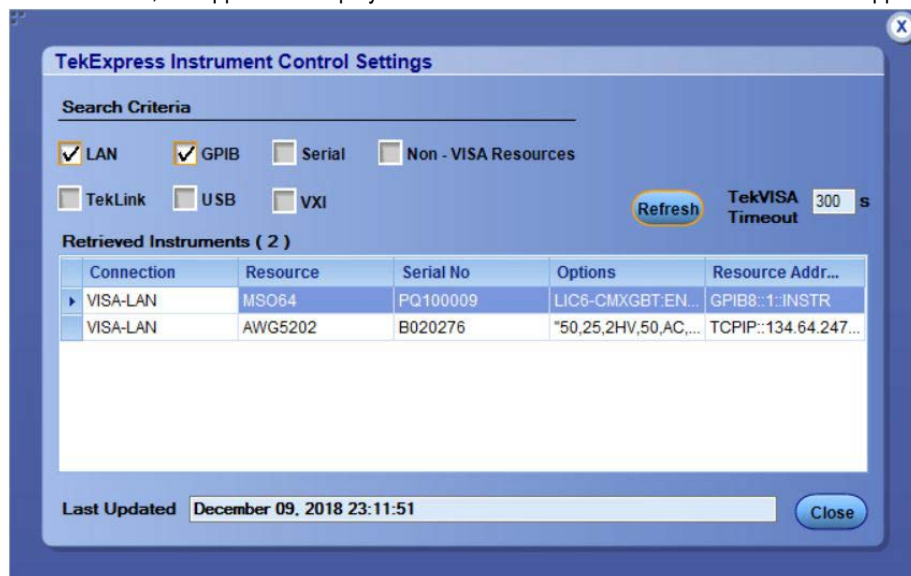 TekExpress Instrument Control Settings
Search Criteria
LAN GPIB Serial Non - VISA Resources
TekLink USB VXI
Refresh TekVISA Timeout 300 s
Retrieved Instruments ( 2 )
Connection Resource Serial No Options Resource Addr...
VISA-LAN MSO64 PQ100009 LIC6-CMXGBT:EN... GPIB8::1::INSTR
VISA-LAN AWG5202 B020276 "50,25,2HV,50,AC,... TCPIP::134.64.247...
Last Updated December 09, 2018 23:11:51
Close